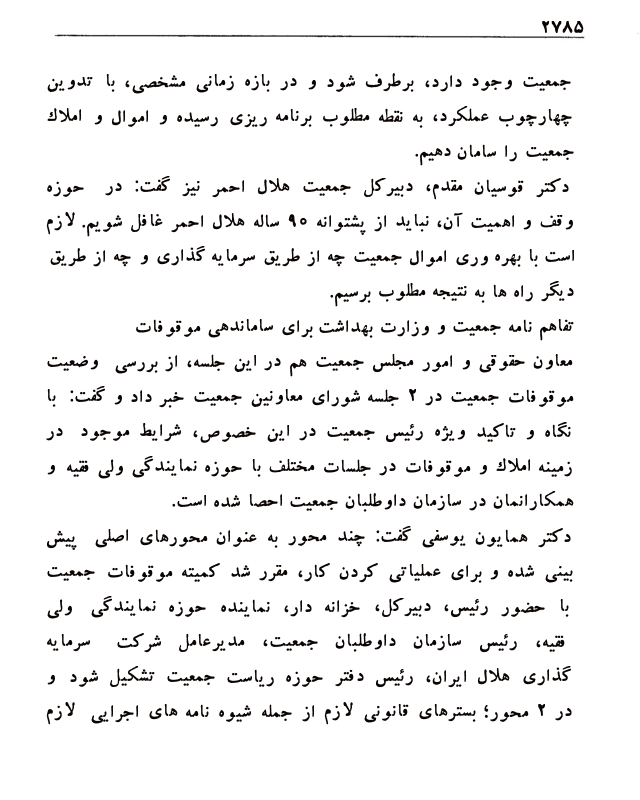 ۲۷۸۵
جمعیت وجود دارد، برطرف شود و در بازه زمانی مشخصی، با تدوین
چهارچوب عملکرد، به نقطه مطلوب برنامه ریزی رسیده و اموال و املاک
جمعیت را سامان دهیم.
دکتر قوسیان مقدم، دبیرکل جمعیت هلال احمر نیز گفت: در حوزه
وقف و اهمیت آن، نباید از پشتوانه ۹۰ ساله هلال احمر غافل شویم. لازم
است با بهره وری اموال جمعیت چه از طریق سرمایه گذاری و چه از طریق
دیگر راه ها به نتیجه مطلوب برسیم.
تفاهم نامه جمعیت و وزارت بهداشت برای ساماندهی موقوفات
معاون حقوقی و امور مجلس جمعیت هم در این جلسه، از بررسی وضعیت
موقوفات جمعیت در ۲ جلسه شورای معاونین جمعیت خبر داد و گفت: با
نگاه و تاکید ویژه رئیس جمعیت در این خصوص، شرایط موجود در
زمینه املاک و موقوفات در جلسات مختلف با حوزه نمایندگی ولی فقیه و
همکارانمان در سازمان داوطلبان جمعیت احصا شده است.
دکتر همایون یوسفی گفت: چند محور به عنوان محورهای اصلی پیش
بینی شده و برای عملیاتی کردن کار، مقرر شد کمیته موقوفات جمعیت
با حضور رئیس، دبیرکل، خزانه دار، نماینده حوزه نمایندگی ولی
فقیه، رئیس سازمان داوطلبان جمعیت، مدیرعامل شرکت سرمایه
گذاری هلال ایران، رئیس دفتر حوزه ریاست جمعیت تشکیل شود و
در ۲ محور؛ بسترهای قانونی لازم از جمله شیوه نامه های اجرایی لازم